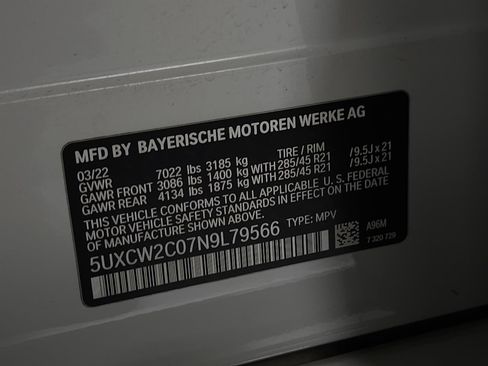 MFD BY BAYERISCHE MOTOREN WERKE AG
03/22 TIRE / RIM
GVWR 7022 lbs 3185 kg
GAWR FRONT 3086 lbs 1400 kg WITH 285/45 R21 /9.5J x 21
GAWR REAR 4134 lbs 1875 kg WITH 285/45 R21 /9.5J x 21
THIS VEHICLE CONFORMS TO ALL APPLICABLE U.S. FEDERAL
MOTOR VEHICLE SAFETY STANDARDS IN EFFECT ON THE DATE
OF MANUFACTURE SHOWN ABOVE.
5UXCW2C07N9L79566 TYPE: MPV
A96M
7 320 729